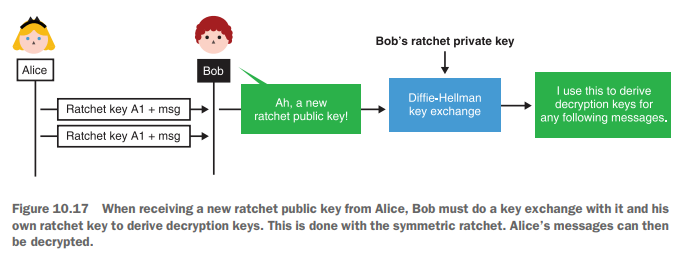 Bob's ratchet private key
Alice
Bob
Ratchet key A1 + msg
Ratchet key A1 + msg
Ah, a new
ratchet public key!
Diffie-Hellman
key exchange
I use this to derive
decryption keys for
any following messages.
Figure 10.17 When receiving a new ratchet public key from Alice, Bob must do a key exchange with it and his
own ratchet key to derive decryption keys. This is done with the symmetric ratchet. Alice's messages can then
be decrypted.